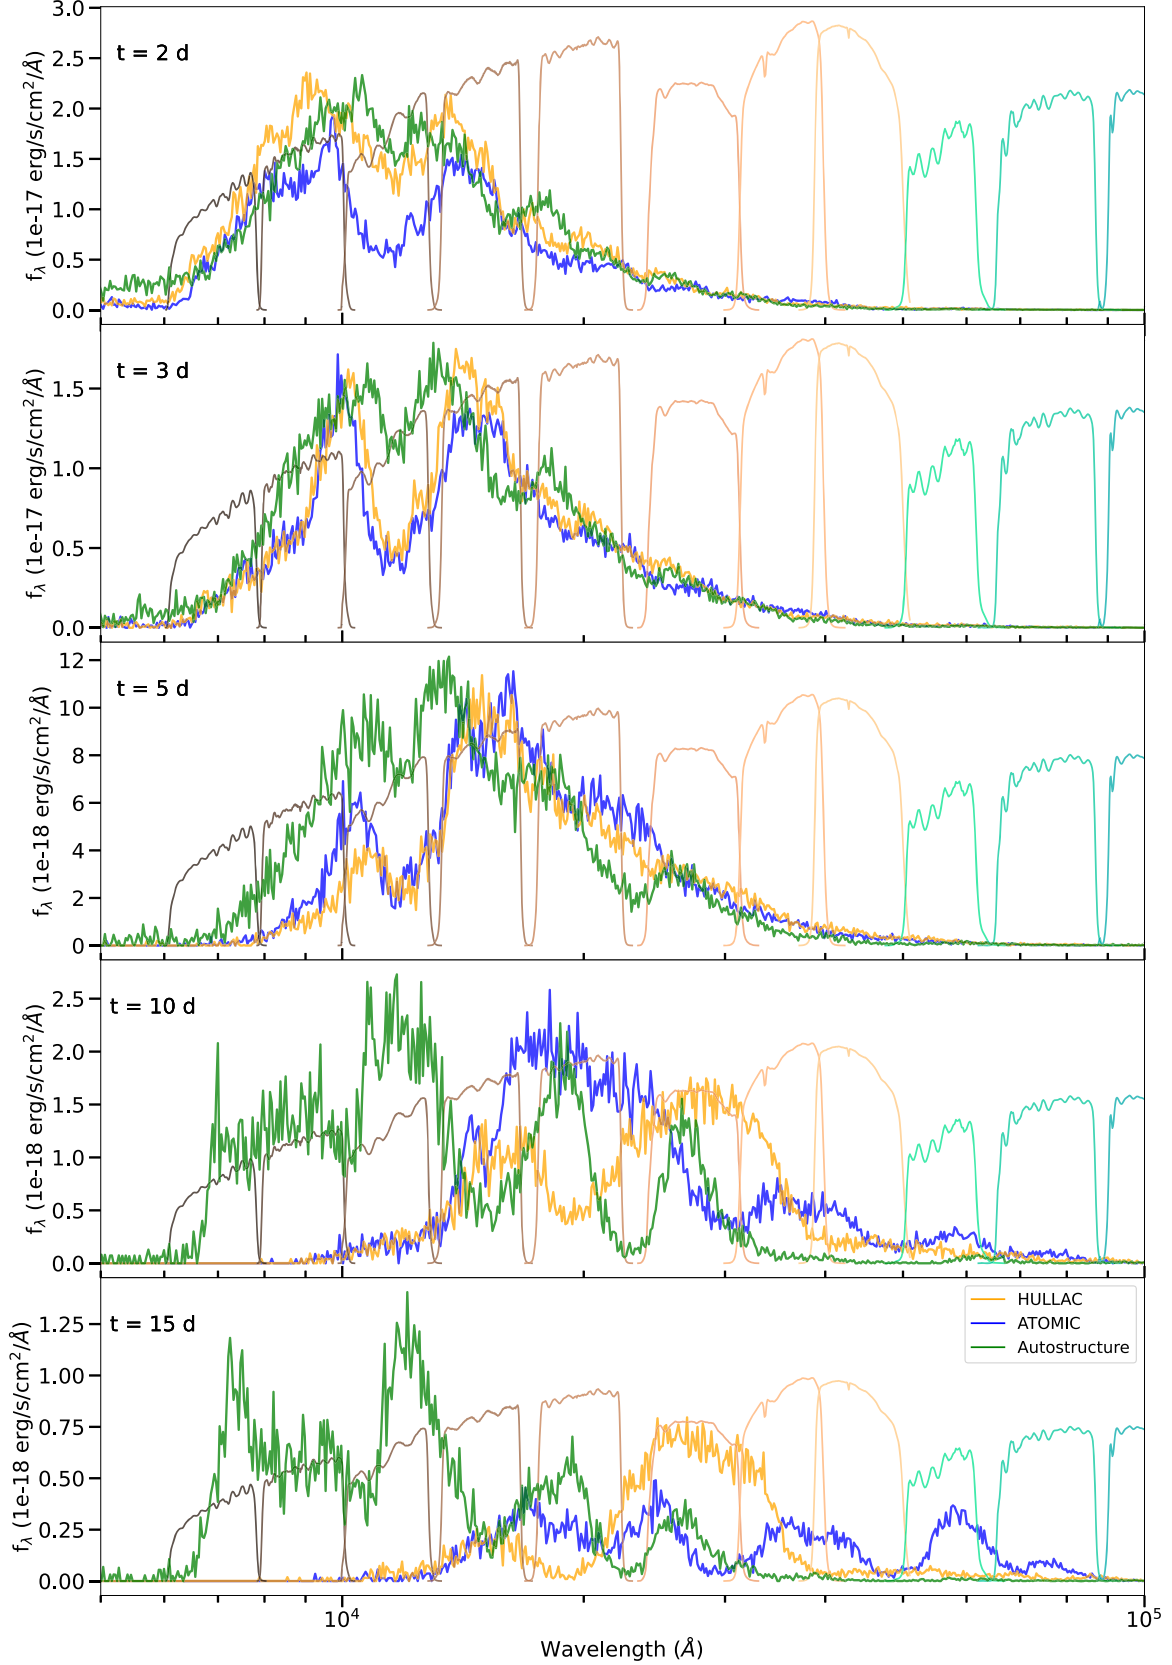 3.0
2.5
2.0
1.5
1.0
0.5
0.0
f_λ (1e-17 erg/s/cm²/Å)
t = 2 d
1.5
1.0
0.5
0.0
f_λ (1e-17 erg/s/cm²/Å)
t = 3 d
12
10
8
6
4
2
0
f_λ (1e-18 erg/s/cm²/Å)
t = 5 d
2.5
2.0
1.5
1.0
0.5
0.0
f_λ (1e-18 erg/s/cm²/Å)
t = 10 d
1.25
1.00
0.75
0.50
0.25
0.00
f_λ (1e-18 erg/s/cm²/Å)
t = 15 d
HULLAC
ATOMIC
Autostructure
10⁴
10⁵
Wavelength (Å)